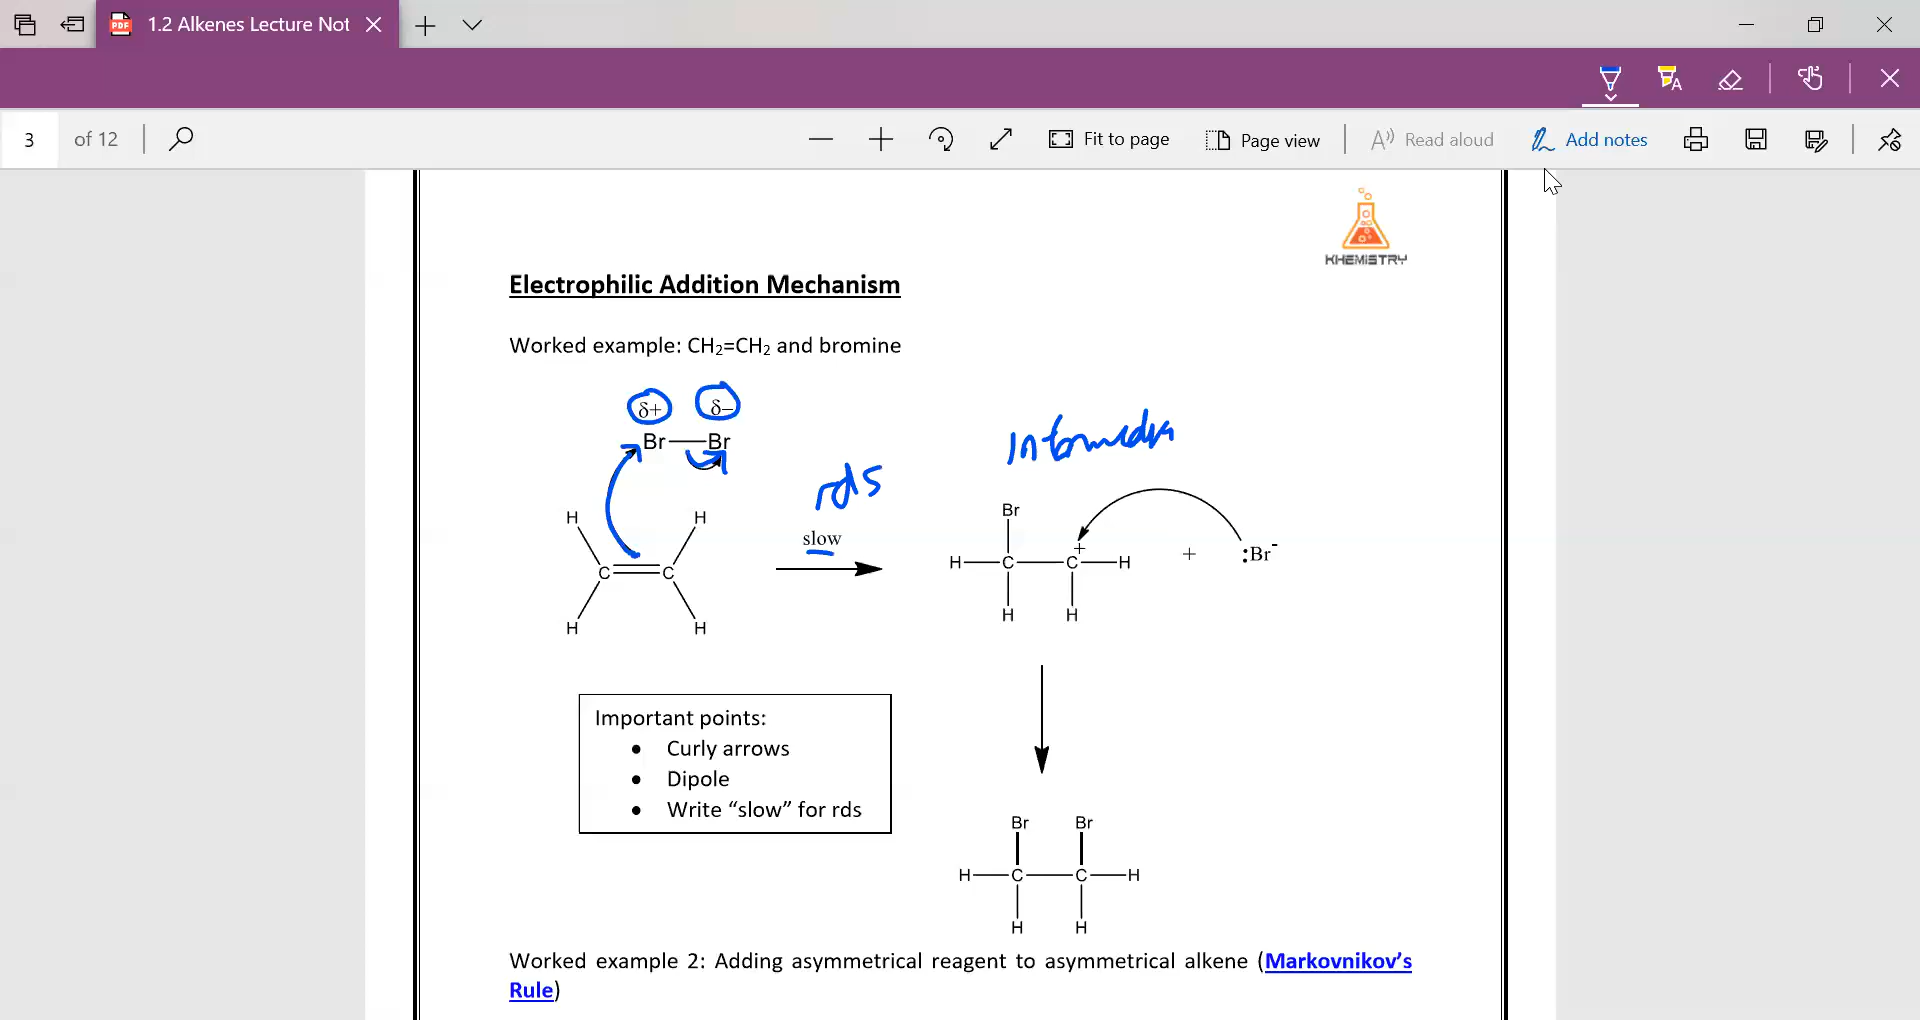 1.2 Alkenes Lecture Not
3 of 12
Fit to page
Page view
Read aloud
Add notes
KHEMISTRY
Electrophilic Addition Mechanism
Worked example: CH₂=CH₂ and bromine
δ+ δ–
Br Br
rds
slow
H H
C C
H H
Br
H C C+ H + :Br⁻
H H
Important points:
• Curly arrows
• Dipole
• Write “slow” for rds
Br Br
H C C H
H H
Worked example 2: Adding asymmetrical reagent to asymmetrical alkene (Markovnikov’s
Rule)